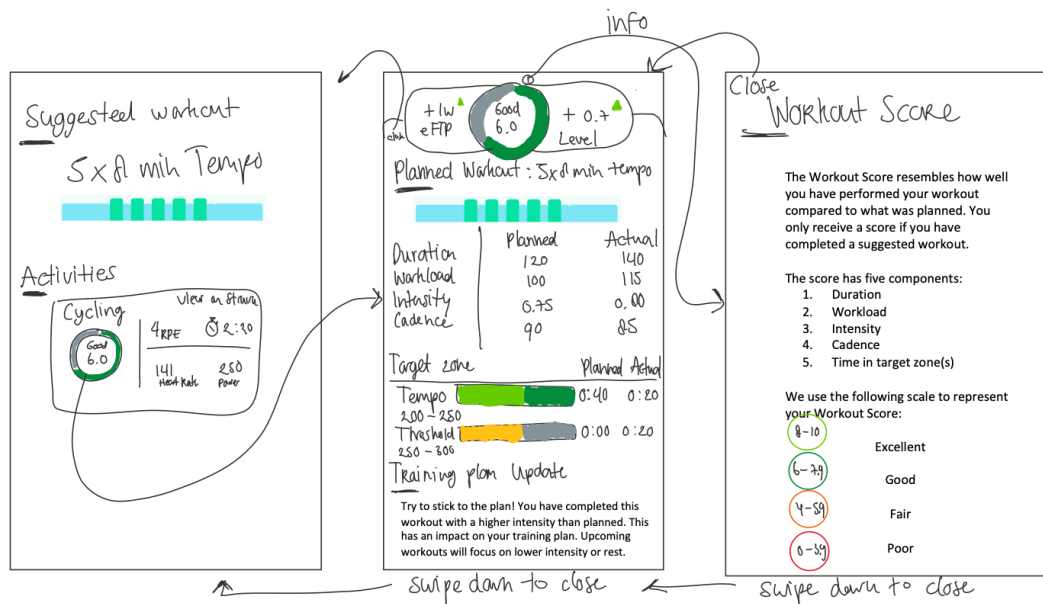 info
Suggested workout
5x8 min Tempo
Activities
Cycling
View on Strava
Good
6.0
4 RPE
2:20
141
Heart Rate
250
Power
close
+1W
eFTP
Good
6.0
+ 0.7
Level
Planned Workout : 5x8 min tempo
Planned Actual
Duration 120 140
Workload 100 115
Intensity 0.75
Cadence 90 85
Target zone Planned Actual
Tempo 0:40 0:20
200 - 250
Threshold 0:00 0:20
250 - 300
Training plan Update
Try to stick to the plan! You have completed this
workout with a higher intensity than planned. This
has an impact on your training plan. Upcoming
workouts will focus on lower intensity or rest.
swipe down to close
Close
Workout Score
The Workout Score resembles how well
you have performed your workout
compared to what was planned. You
only receive a score if you have
completed a suggested workout.
The score has five components:
1. Duration
2. Workload
3. Intensity
4. Cadence
5. Time in target zone(s)
We use the following scale to represent
your Workout Score:
8-10 Excellent
6-7.9 Good
4-5.9 Fair
0-3.9 Poor
swipe down to close